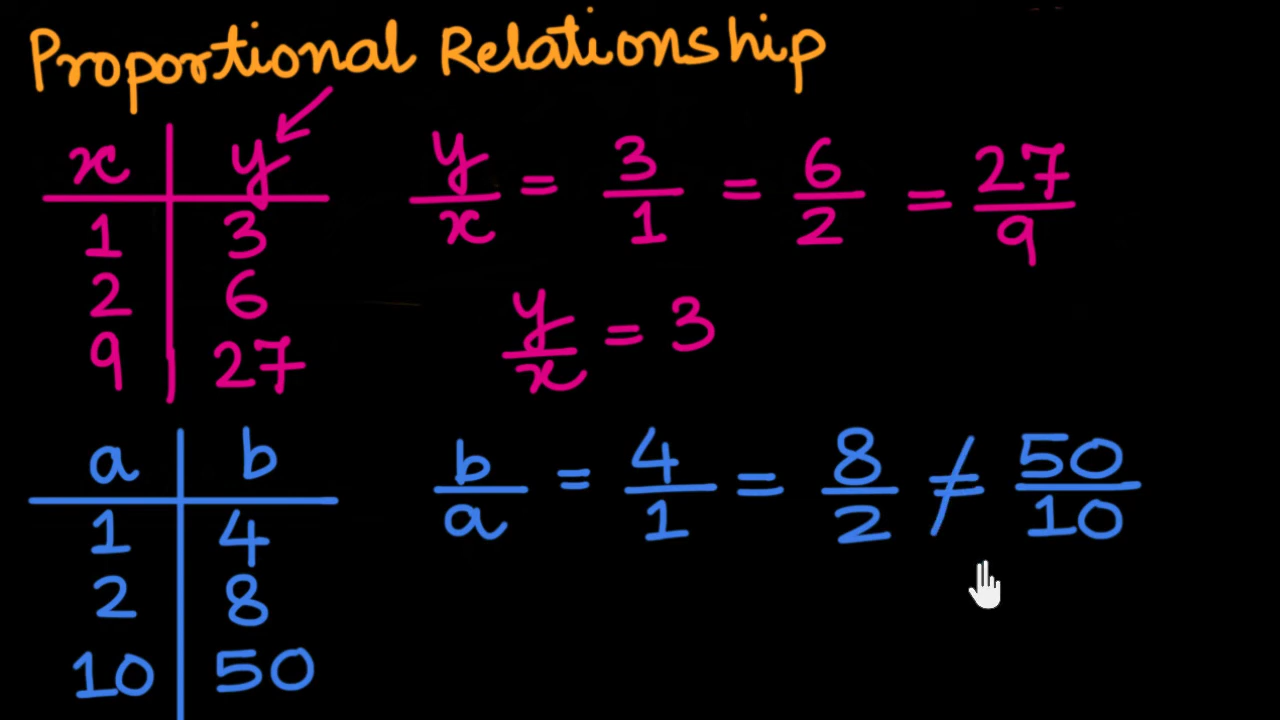 Proportional Relationship
x | y
1 | 3
2 | 6
9 | 27
y/x = 3/1 = 6/2 = 27/9
y/x = 3
a | b
1 | 4
2 | 8
10 | 50
b/a = 4/1 = 8/2 ≠ 50/10